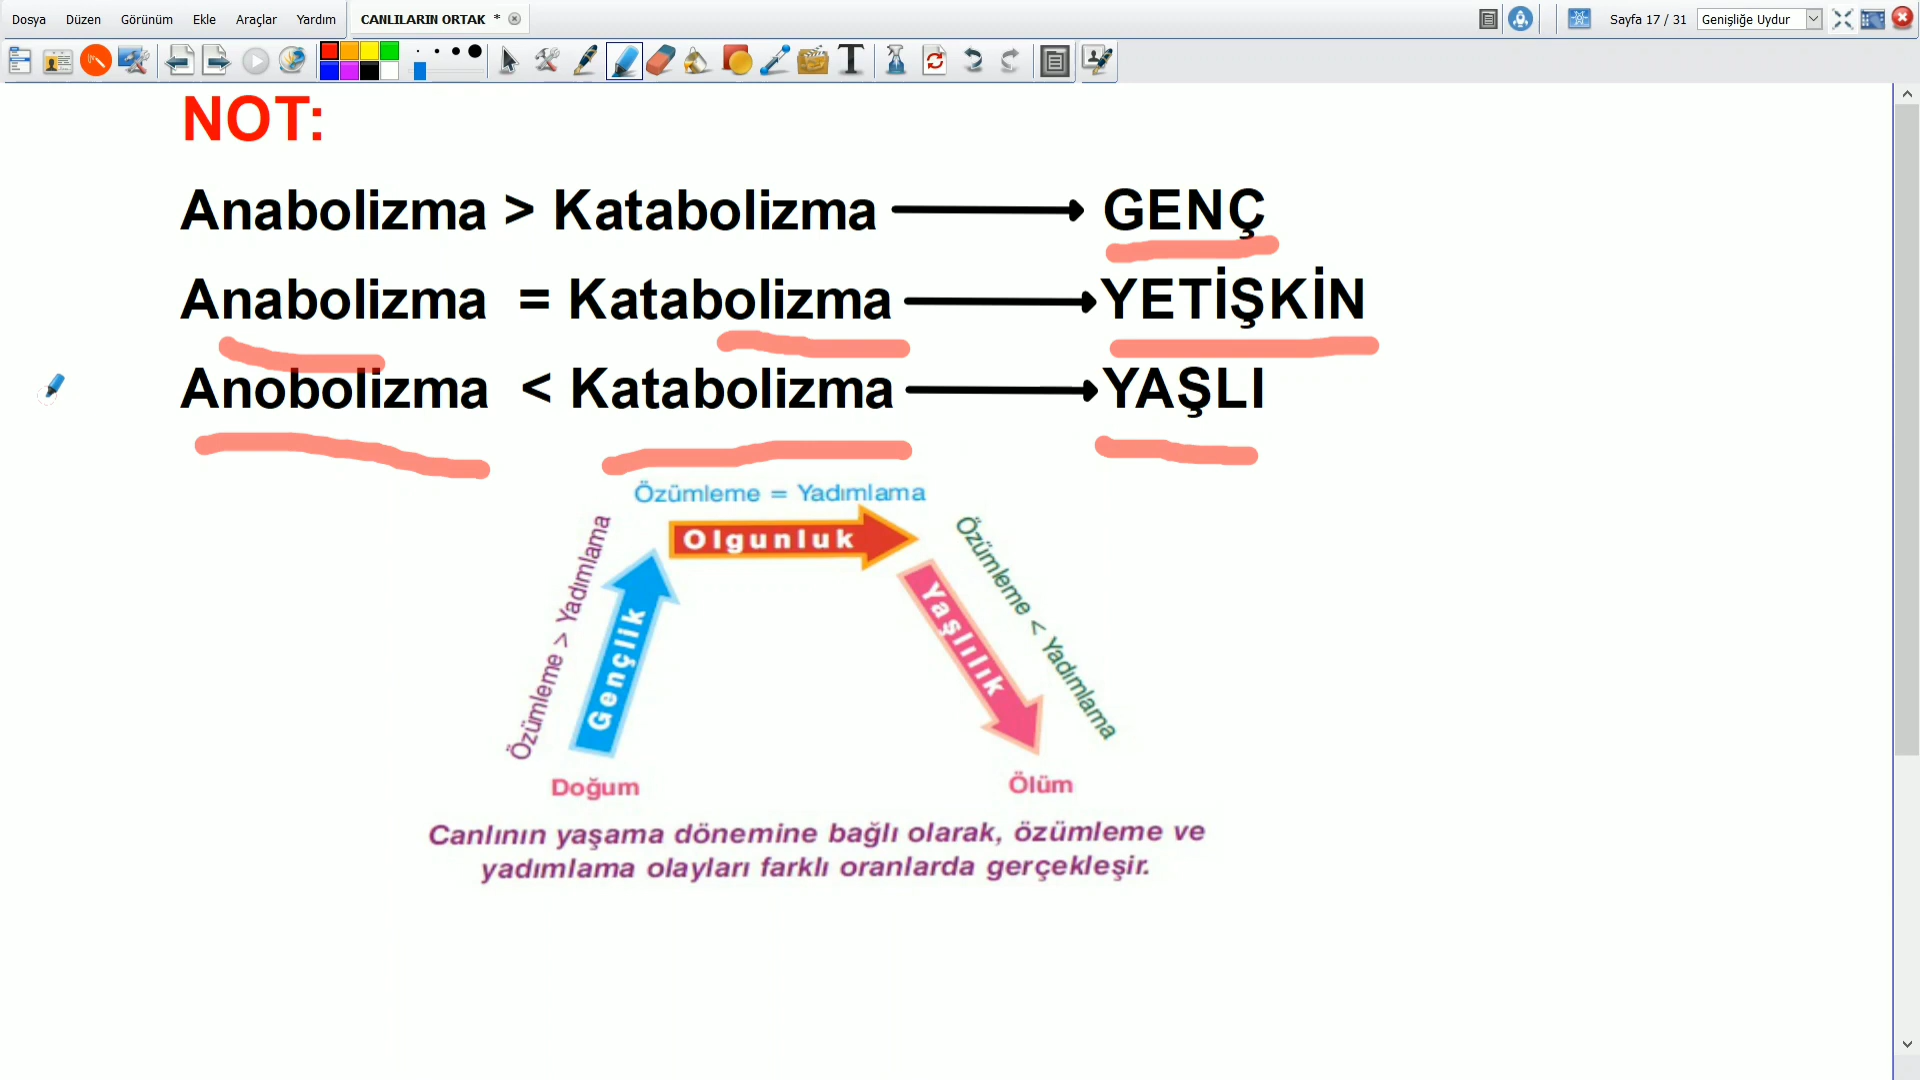 Dosya Düzen Görünüm Ekle Araçlar Yardım CANLILARIN ORTAK * Sayfa 17 / 31 Genişliğe Uydur
NOT:
Anabolizma > Katabolizma GENÇ
Anabolizma = Katabolizma YETİŞKİN
Anobolizma < Katabolizma YAŞLI
Özümleme = Yadımlama
Olgunluk
Özümleme > Yadımlama
Gençlik
Yaşlılık
Özümleme < Yadımlama
Doğum
Ölüm
Canlının yaşama dönemine bağlı olarak, özümleme ve
yadımlama olayları farklı oranlarda gerçekleşir.